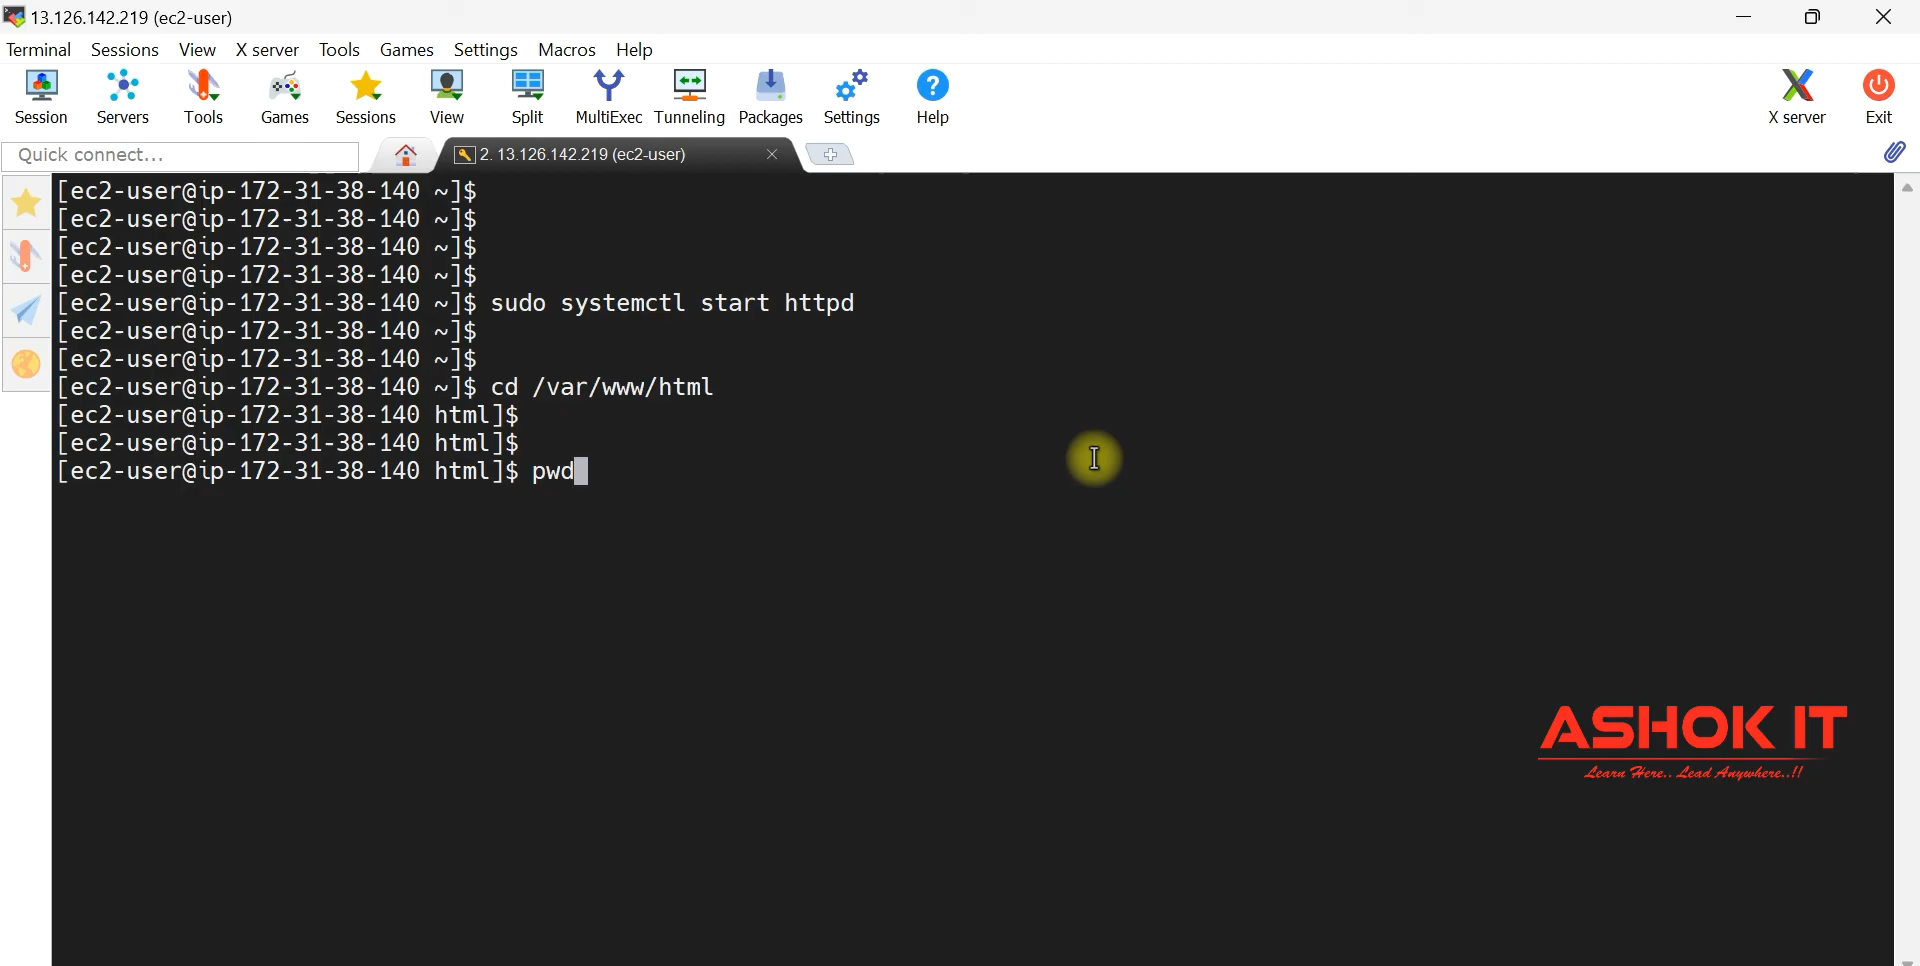 13.126.142.219 (ec2-user)
Terminal Sessions View X server Tools Games Settings Macros Help
Session Servers Tools Games Sessions View Split MultiExec Tunneling Packages Settings Help X server Exit
Quick connect... 2. 13.126.142.219 (ec2-user)
[ec2-user@ip-172-31-38-140 ~]$
[ec2-user@ip-172-31-38-140 ~]$
[ec2-user@ip-172-31-38-140 ~]$
[ec2-user@ip-172-31-38-140 ~]$
[ec2-user@ip-172-31-38-140 ~]$ sudo systemctl start httpd
[ec2-user@ip-172-31-38-140 ~]$
[ec2-user@ip-172-31-38-140 ~]$
[ec2-user@ip-172-31-38-140 ~]$ cd /var/www/html
[ec2-user@ip-172-31-38-140 html]$
[ec2-user@ip-172-31-38-140 html]$
[ec2-user@ip-172-31-38-140 html]$ pwd
ASHOK IT
Learn Here.. Lead Anywhere..!!